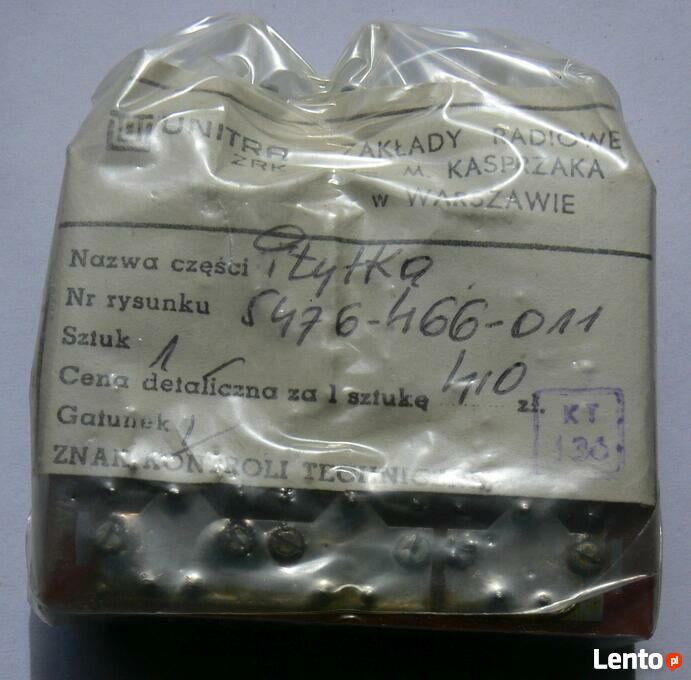 UNITRA ZAKŁADY RADIOWE
ZRK M. KASPRZAKA
w WARSZAWIE
Nazwa części Płytka
Nr rysunku 5476-466-011
Sztuk 1
Cena detaliczna za 1 sztukę 410 zł.
Gatunek 1
ZNAK KONTROLI TECHNICZNEJ
KT
136
Lento.pl